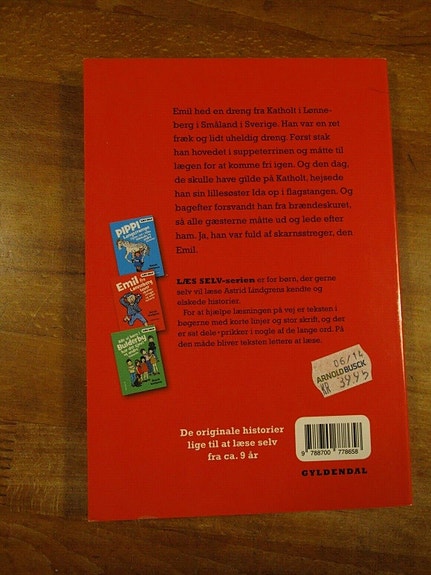 Emil hed en dreng fra Katholt i Lønne-
berg i Småland i Sverige. Han var en ret
fræk og lidt uheldig dreng. Først stak
han hovedet i suppeterrinen og måtte til
lægen for at komme fri igen. Og den dag,
de skulle have gilde på Katholt, hejsede
han sin lillesøster Ida op i flagstangen. Og
bagefter forsvandt han fra brændeskuret,
så alle gæsterne måtte ud og lede efter
ham. Ja, han var fuld af skarnsstreger, den
Emil.
LÆS SELV-serien er for børn, der gerne
selv vil læse Astrid Lindgrens kendte og
elskede historier.
For at hjælpe læsningen på vej er teksten i
bøgerne med korte linjer og stor skrift, og der
er sat dele-prikker i nogle af de lange ord. På
den måde bliver teksten lettere at læse.
PIPPI
Langstrømpe
Emil fra
Lønneberg
Bulderby
06/14
ARNOLD BUSCK
KR 39.95
De originale historier
lige til at læse selv
fra ca. 9 år
9 788700 778658
GYLDENDAL